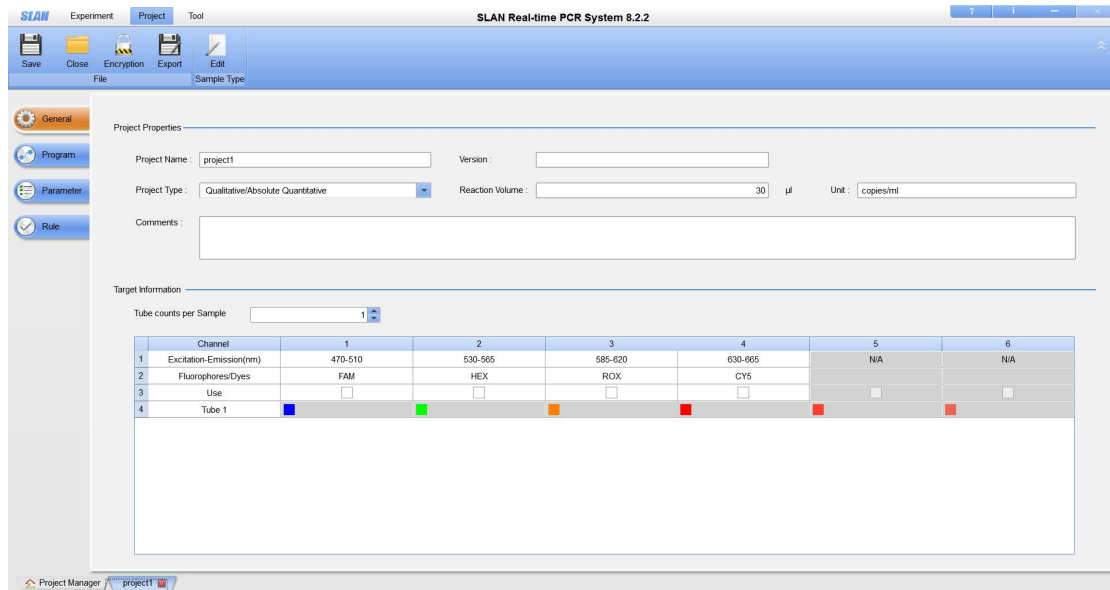 SLAN Experiment Project Tool SLAN Real-time PCR System 8.2.2 ? i
Save Close Encryption Export Edit
File Sample Type
General
Program
Parameter
Rule
Project Properties
Project Name : project1 Version :
Project Type : Qualitative/Absolute Quantitative Reaction Volume : 30 µl Unit : copies/ml
Comments :
Target Information
Tube counts per Sample 1
Channel 1 2 3 4 5 6
1 Excitation-Emission(nm) 470-510 530-565 585-620 630-665 N/A N/A
2 Fluorophores/Dyes FAM HEX ROX CY5
3 Use
4 Tube 1
Project Manager project1